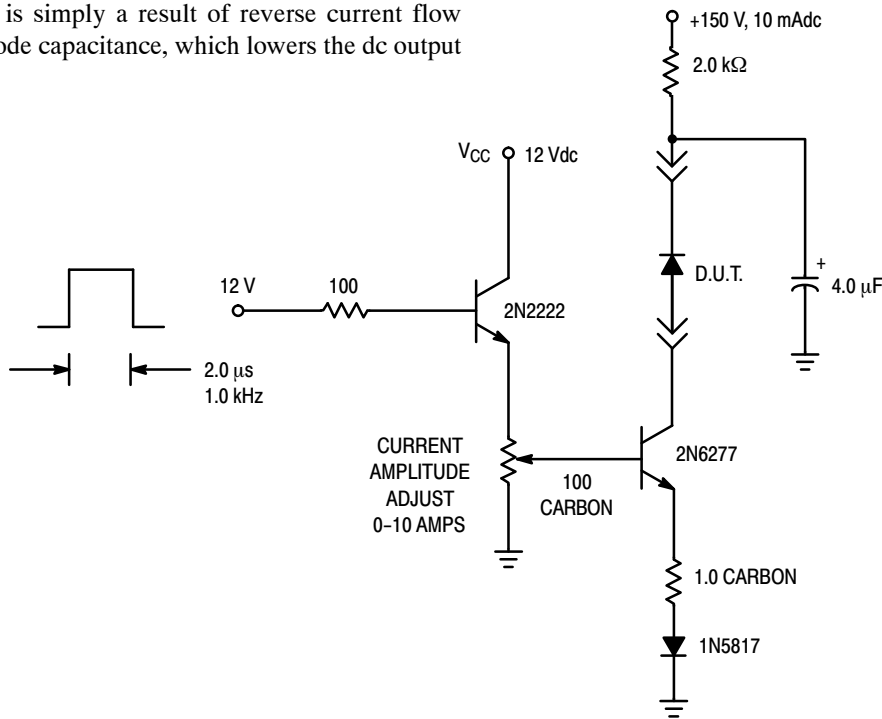 is simply a result of reverse current flow
ode capacitance, which lowers the dc output
+150 V, 10 mAdc
2.0 kΩ
VCC 12 Vdc
12 V
100
2N2222
D.U.T.
+
4.0 μF
2.0 μs
1.0 kHz
CURRENT
AMPLITUDE
ADJUST
0–10 AMPS
100
CARBON
2N6277
1.0 CARBON
1N5817